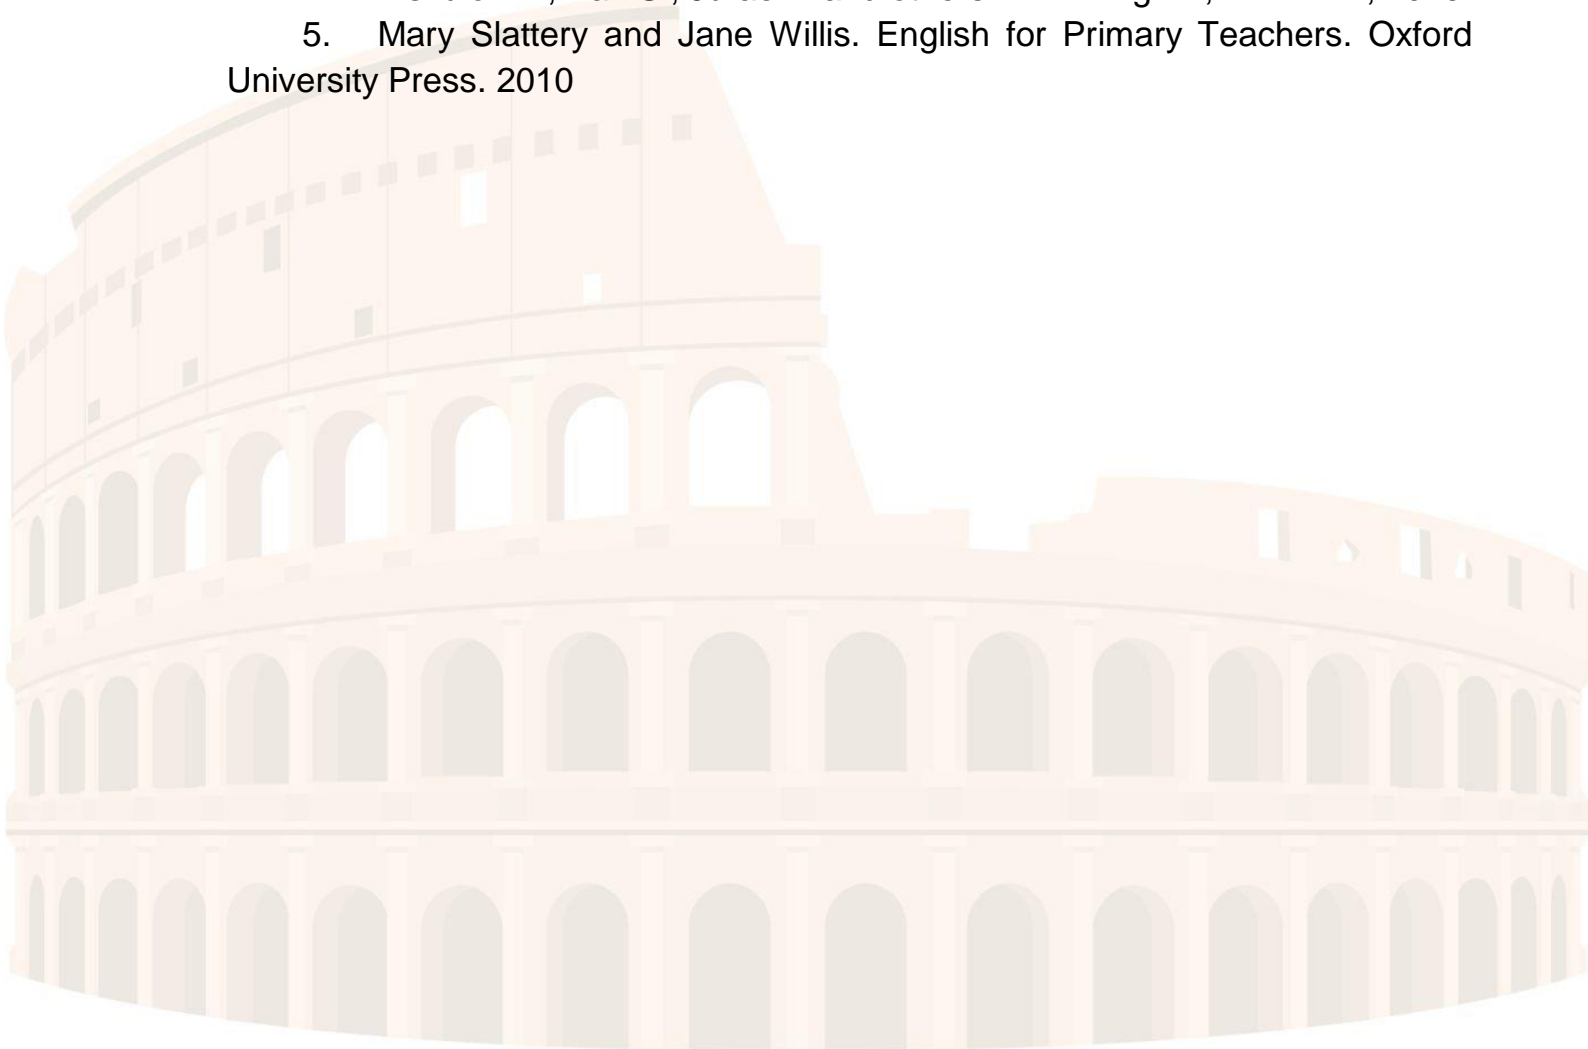 5. Mary Slattery and Jane Willis. English for Primary Teachers. Oxford
University Press. 2010